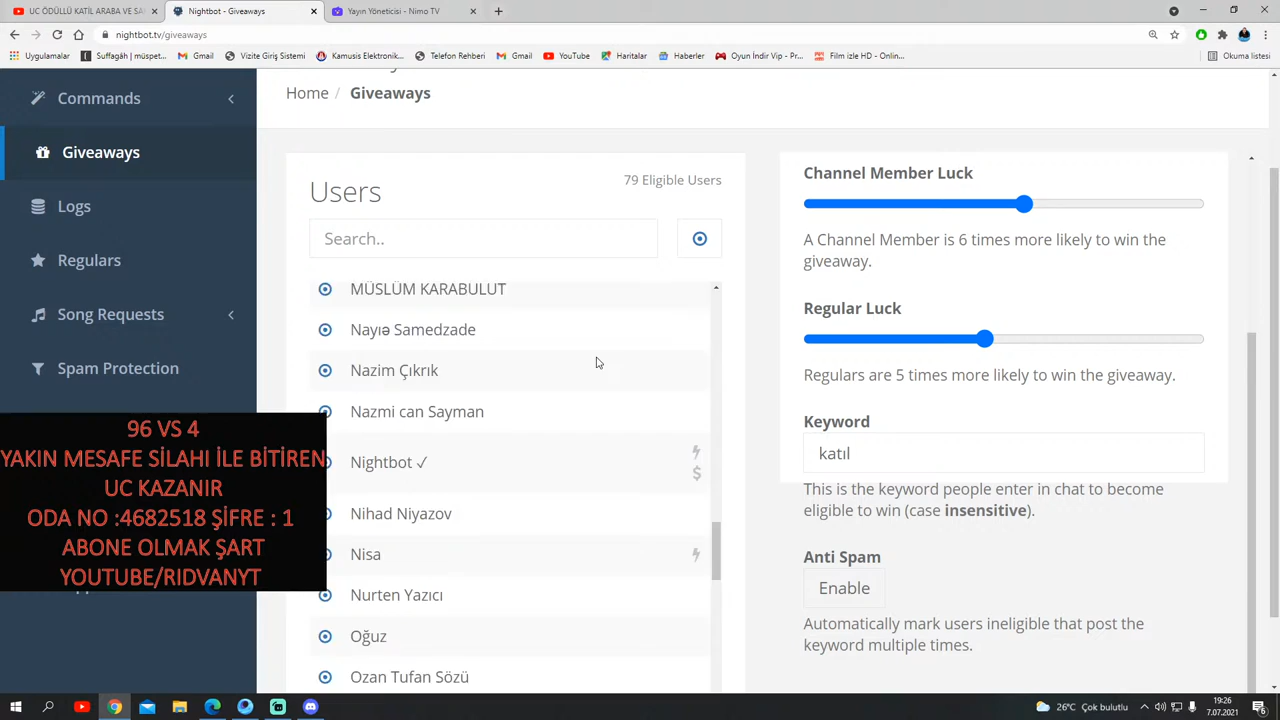 UC ÖDÜLLÜ KATİL ARABA VE SA
Nightbot - Giveaways
Yayın Yöneticisi - Nimo TV
nightbot.tv/giveaways
Uygulamalar
Suffagâh | müspet...
Gmail
Vizite Giriş Sistemi
Kamusis Elektronik...
Telefon Rehberi
Gmail
YouTube
Haritalar
Haberler
Oyun İndir Vip - Pr...
Film izle HD - Onlin...
Okuma listesi
Commands
Giveaways
Logs
Regulars
Song Requests
Spam Protection
96 VS 4
YAKIN MESAFE SİLAHI İLE BİTİREN
UC KAZANIR
ODA NO :4682518 ŞİFRE : 1
ABONE OLMAK ŞART
YOUTUBE/RIDVANYT
Home / Giveaways
Users
79 Eligible Users
Search..
MÜSLÜM KARABULUT
Nayıə Samedzade
Nazim Çıkrık
Nazmi can Sayman
Nightbot ✓
Nihad Niyazov
Nisa
Nurten Yazıcı
Oğuz
Ozan Tufan Sözü
Channel Member Luck
A Channel Member is 6 times more likely to win the
giveaway.
Regular Luck
Regulars are 5 times more likely to win the giveaway.
Keyword
katıl
This is the keyword people enter in chat to become
eligible to win (case insensitive).
Anti Spam
Enable
Automatically mark users ineligible that post the
keyword multiple times.
26°C Çok bulutlu
19:26
7.07.2021
6